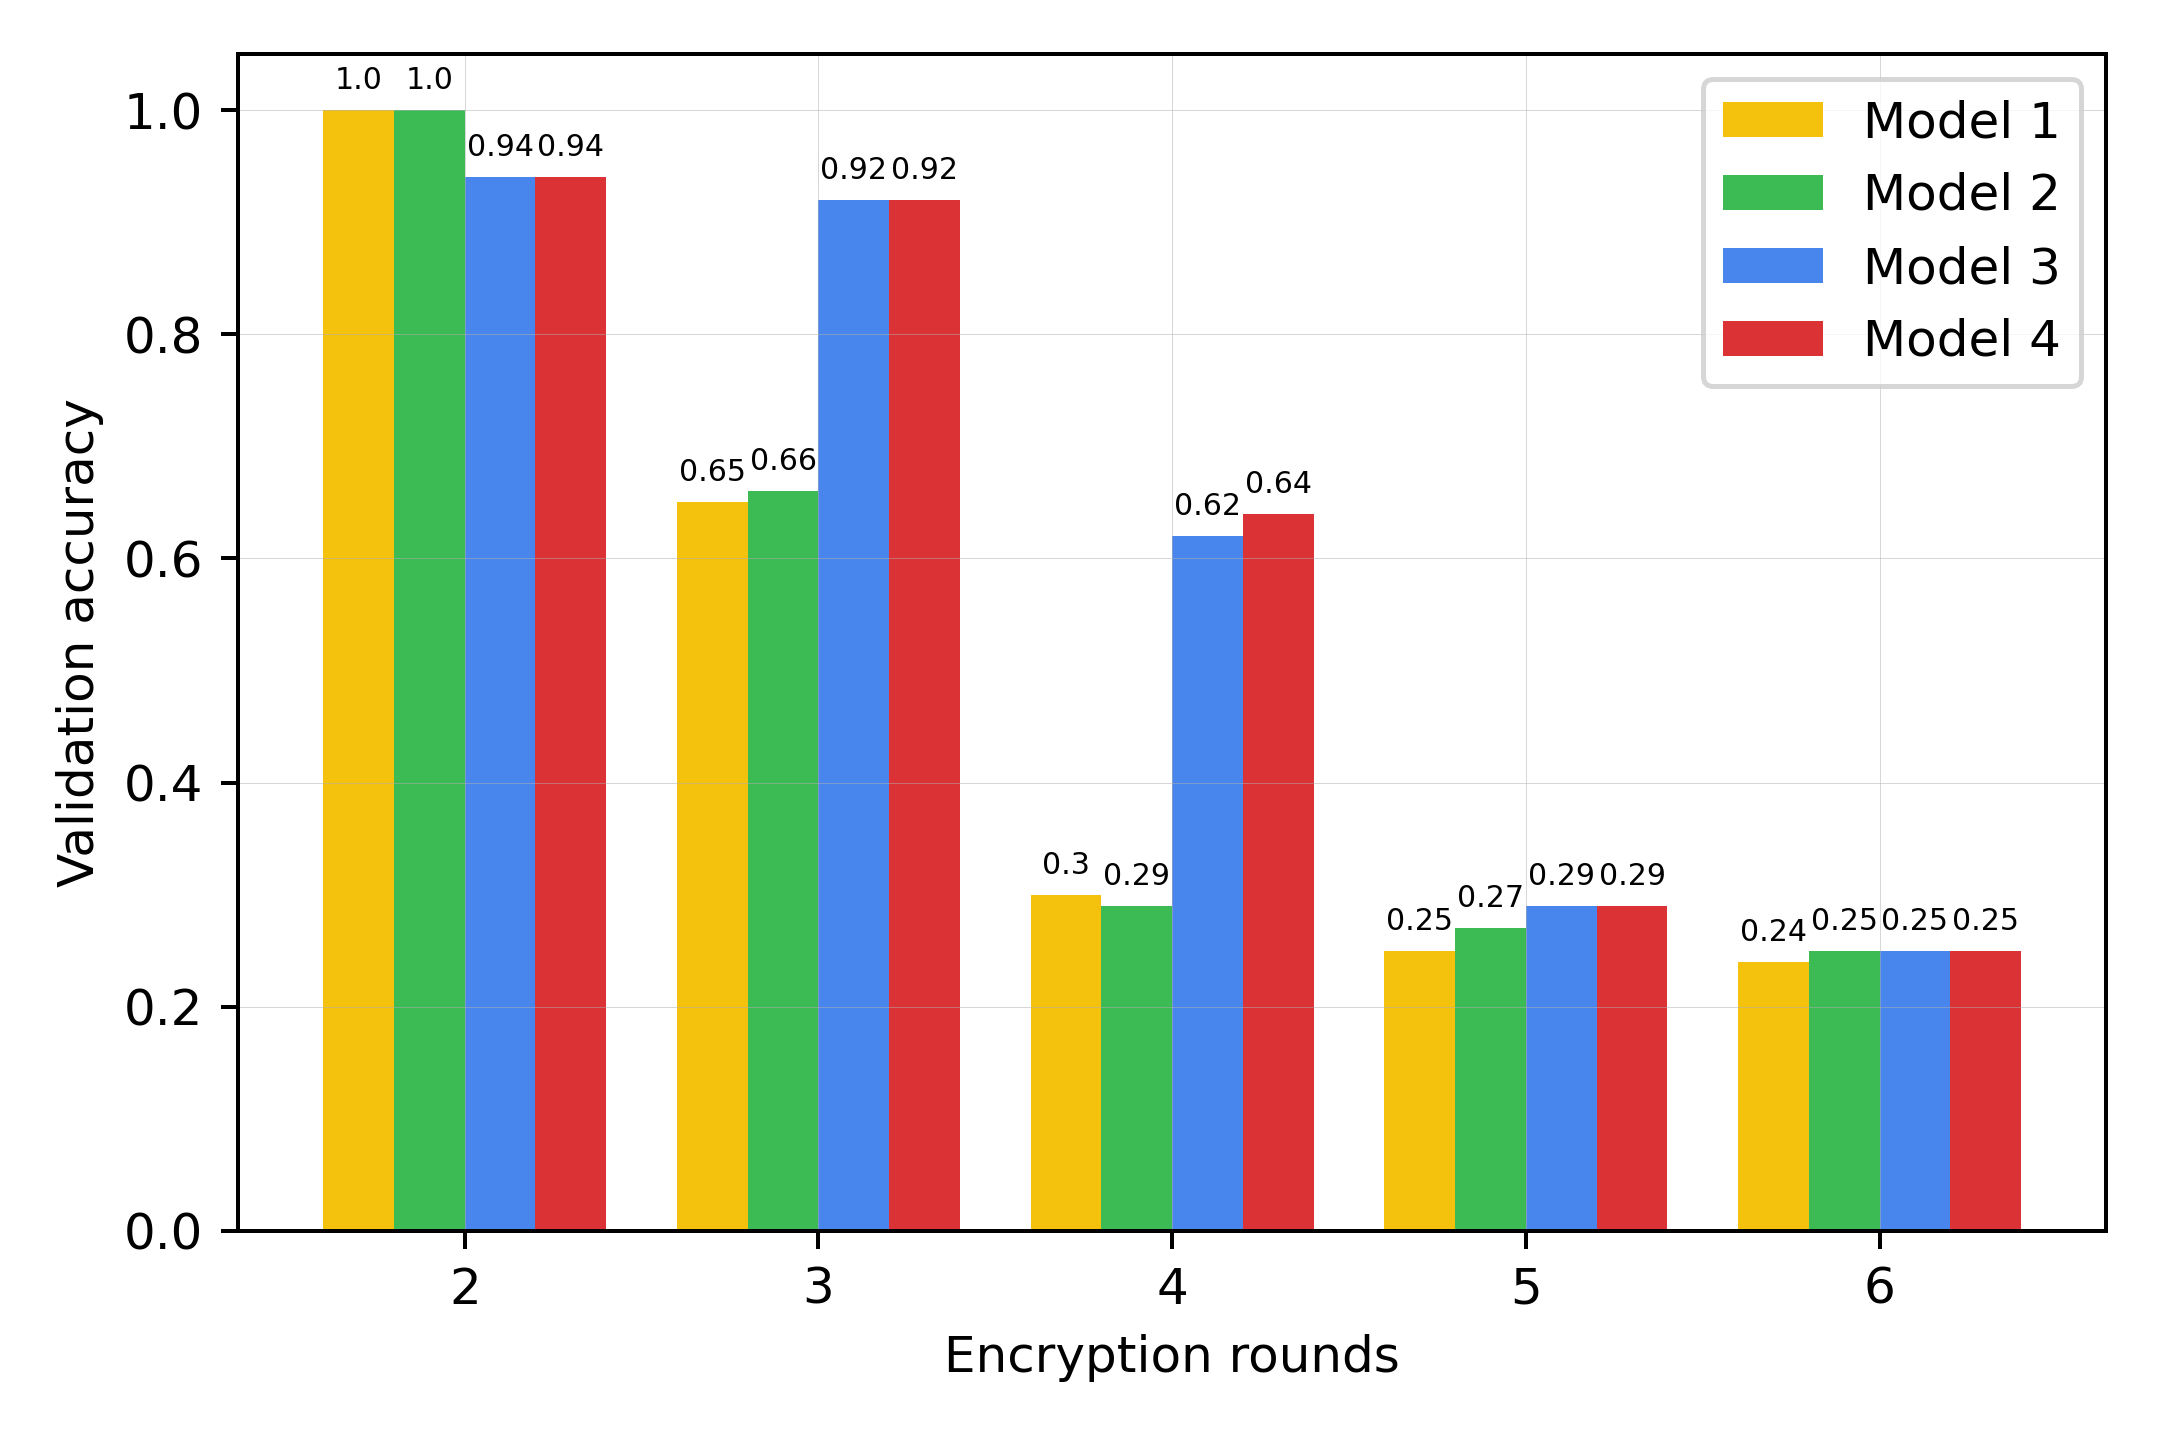 1.0 1.0
0.94 0.94
0.92 0.92
0.65 0.66
0.62 0.64
0.3 0.29
0.25 0.27 0.29 0.29
0.24 0.25 0.25 0.25
Model 1
Model 2
Model 3
Model 4
1.0
0.8
0.6
0.4
0.2
0.0
Validation accuracy
2 3 4 5 6
Encryption rounds